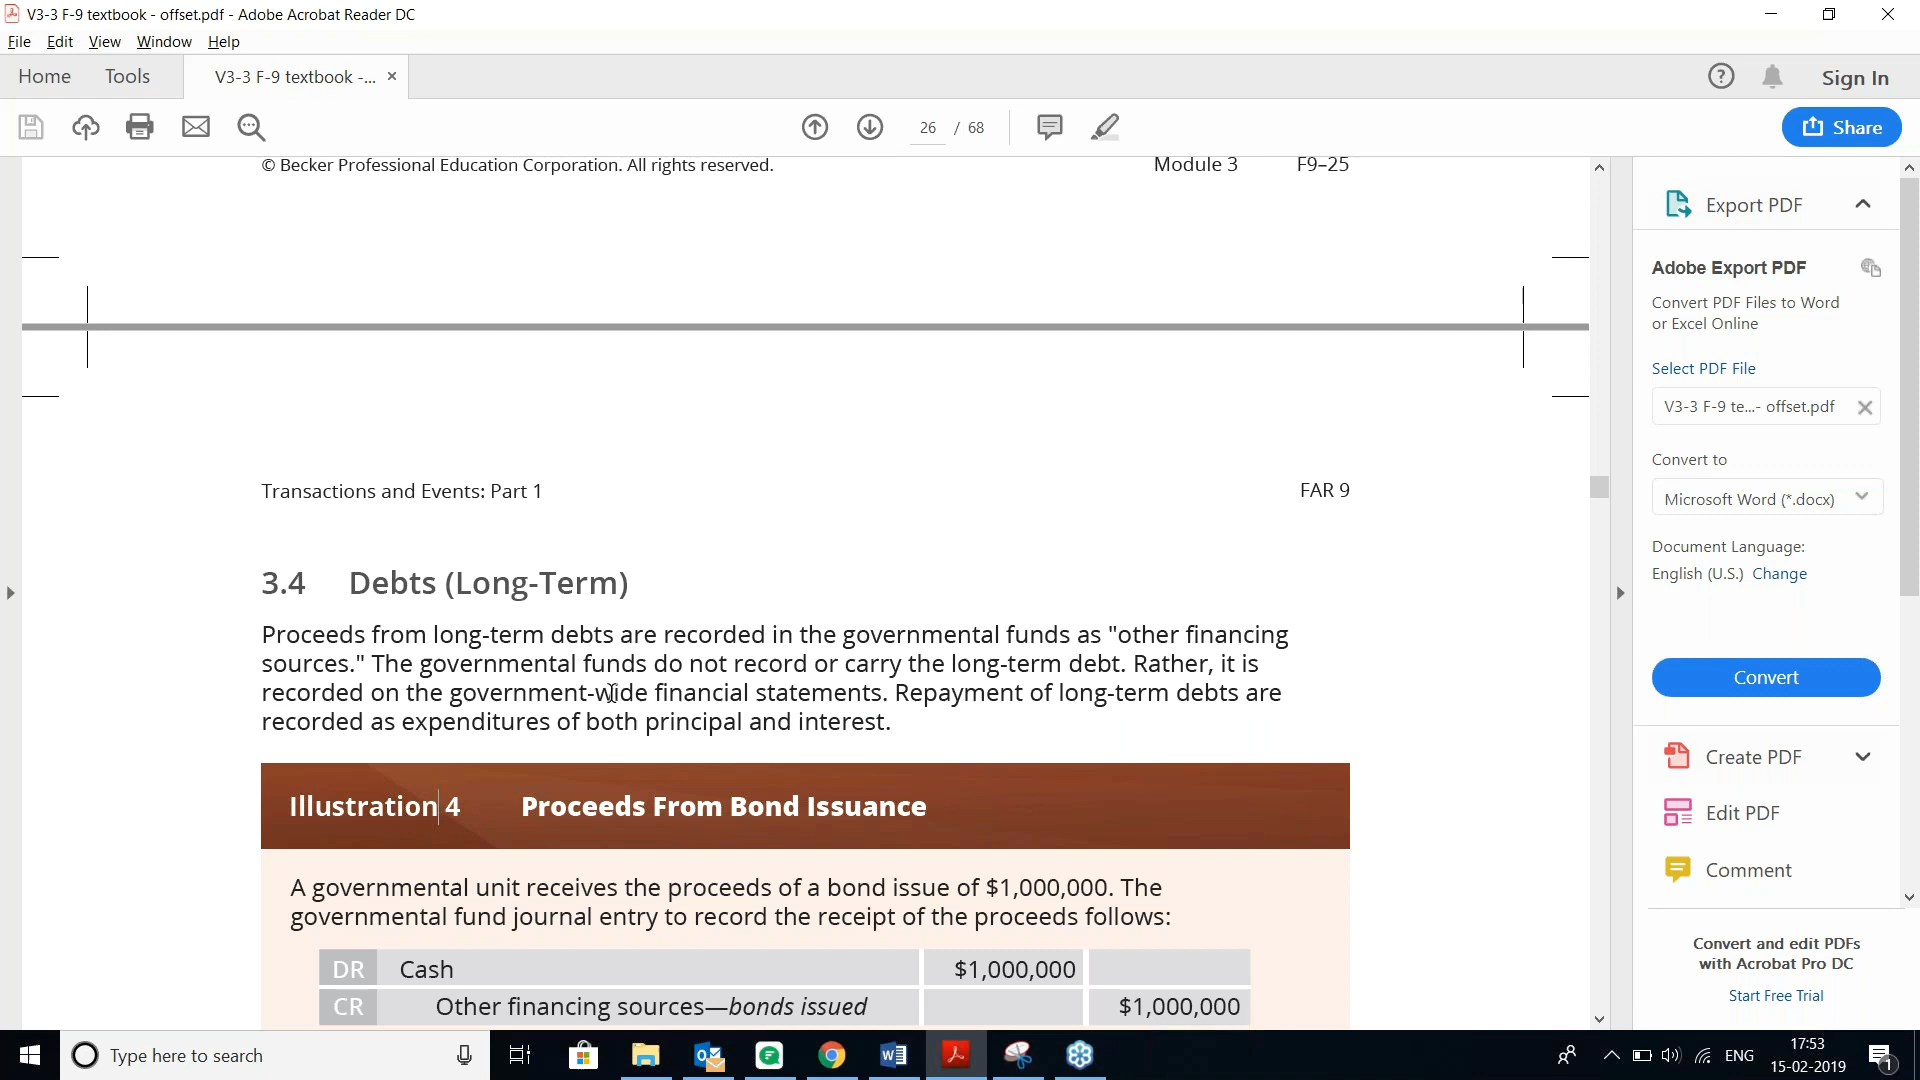 V3-3 F-9 textbook - offset.pdf - Adobe Acrobat Reader DC
File Edit View Window Help
Home Tools V3-3 F-9 textbook -... × Sign In
26 / 68 Share
© Becker Professional Education Corporation. All rights reserved. Module 3 F9–25
Transactions and Events: Part 1 FAR 9
3.4 Debts (Long-Term)
Proceeds from long-term debts are recorded in the governmental funds as "other financing
sources." The governmental funds do not record or carry the long-term debt. Rather, it is
recorded on the government-wide financial statements. Repayment of long-term debts are
recorded as expenditures of both principal and interest.
Illustration 4 Proceeds From Bond Issuance
A governmental unit receives the proceeds of a bond issue of $1,000,000. The
governmental fund journal entry to record the receipt of the proceeds follows:
DR Cash $1,000,000
CR Other financing sources—bonds issued $1,000,000
Export PDF
Adobe Export PDF
Convert PDF Files to Word
or Excel Online
Select PDF File
V3-3 F-9 te...- offset.pdf
Convert to
Microsoft Word (*.docx)
Document Language:
English (U.S.) Change
Convert
Create PDF
Edit PDF
Comment
Convert and edit PDFs
with Acrobat Pro DC
Start Free Trial
Type here to search
ENG
17:53
15-02-2019
1